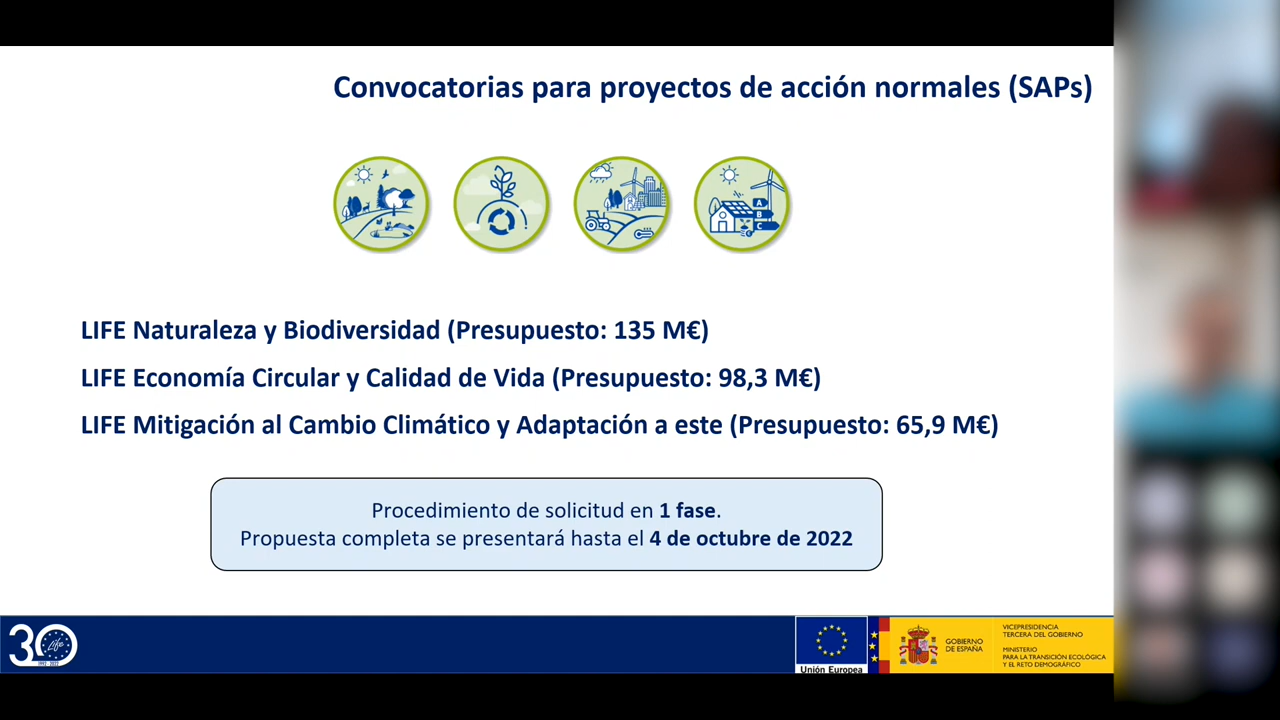 Convocatorias para proyectos de acción normales (SAPs)
A
B
C
LIFE Naturaleza y Biodiversidad (Presupuesto: 135 M€)
LIFE Economía Circular y Calidad de Vida (Presupuesto: 98,3 M€)
LIFE Mitigación al Cambio Climático y Adaptación a este (Presupuesto: 65,9 M€)
Procedimiento de solicitud en 1 fase.
Propuesta completa se presentará hasta el 4 de octubre de 2022
30
Life
Unión Europea
GOBIERNO
DE ESPAÑA
VICEPRESIDENCIA
TERCERA DEL GOBIERNO
MINISTERIO
PARA LA TRANSICIÓN ECOLÓGICA
Y EL RETO DEMOGRÁFICO